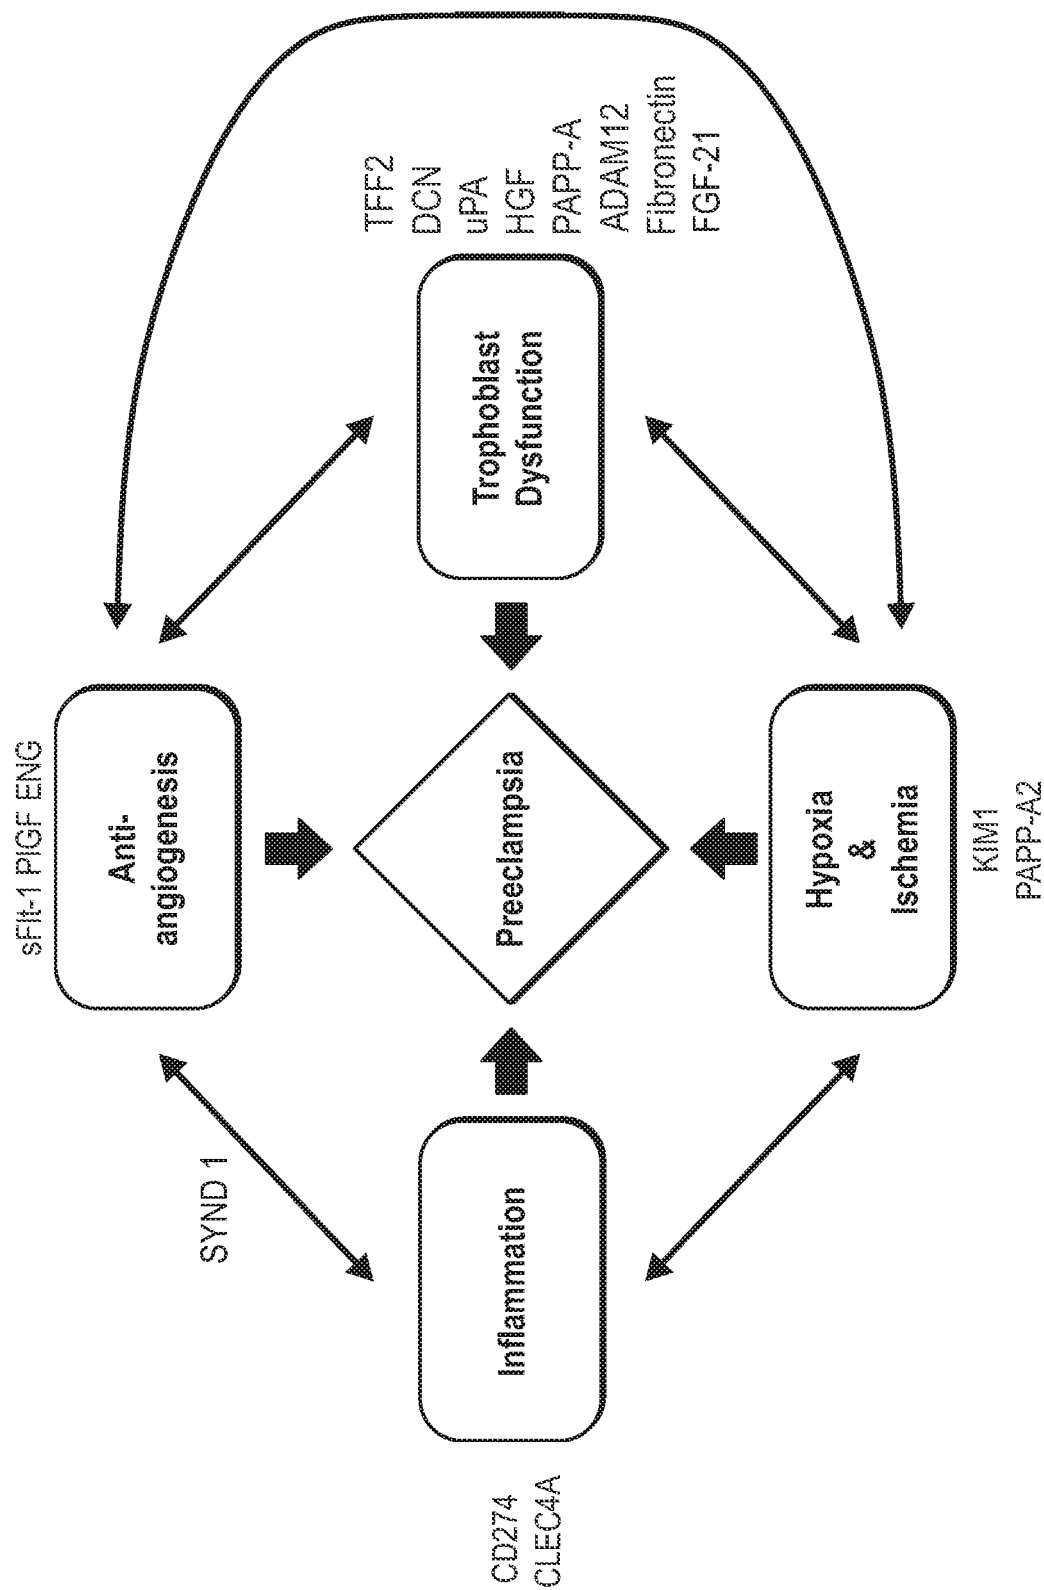 sFlt-1 PlGF ENG
Anti-
angiogenesis
SYND 1
CD274
CLEC4A
Inflammation
Preeclampsia
Trophoblast
Dysfunction
TFF2
DCN
uPA
HGF
PAPP-A
ADAM12
Fibronectin
FGF-21
Hypoxia
&
Ischemia
KIM1
PAPP-A2